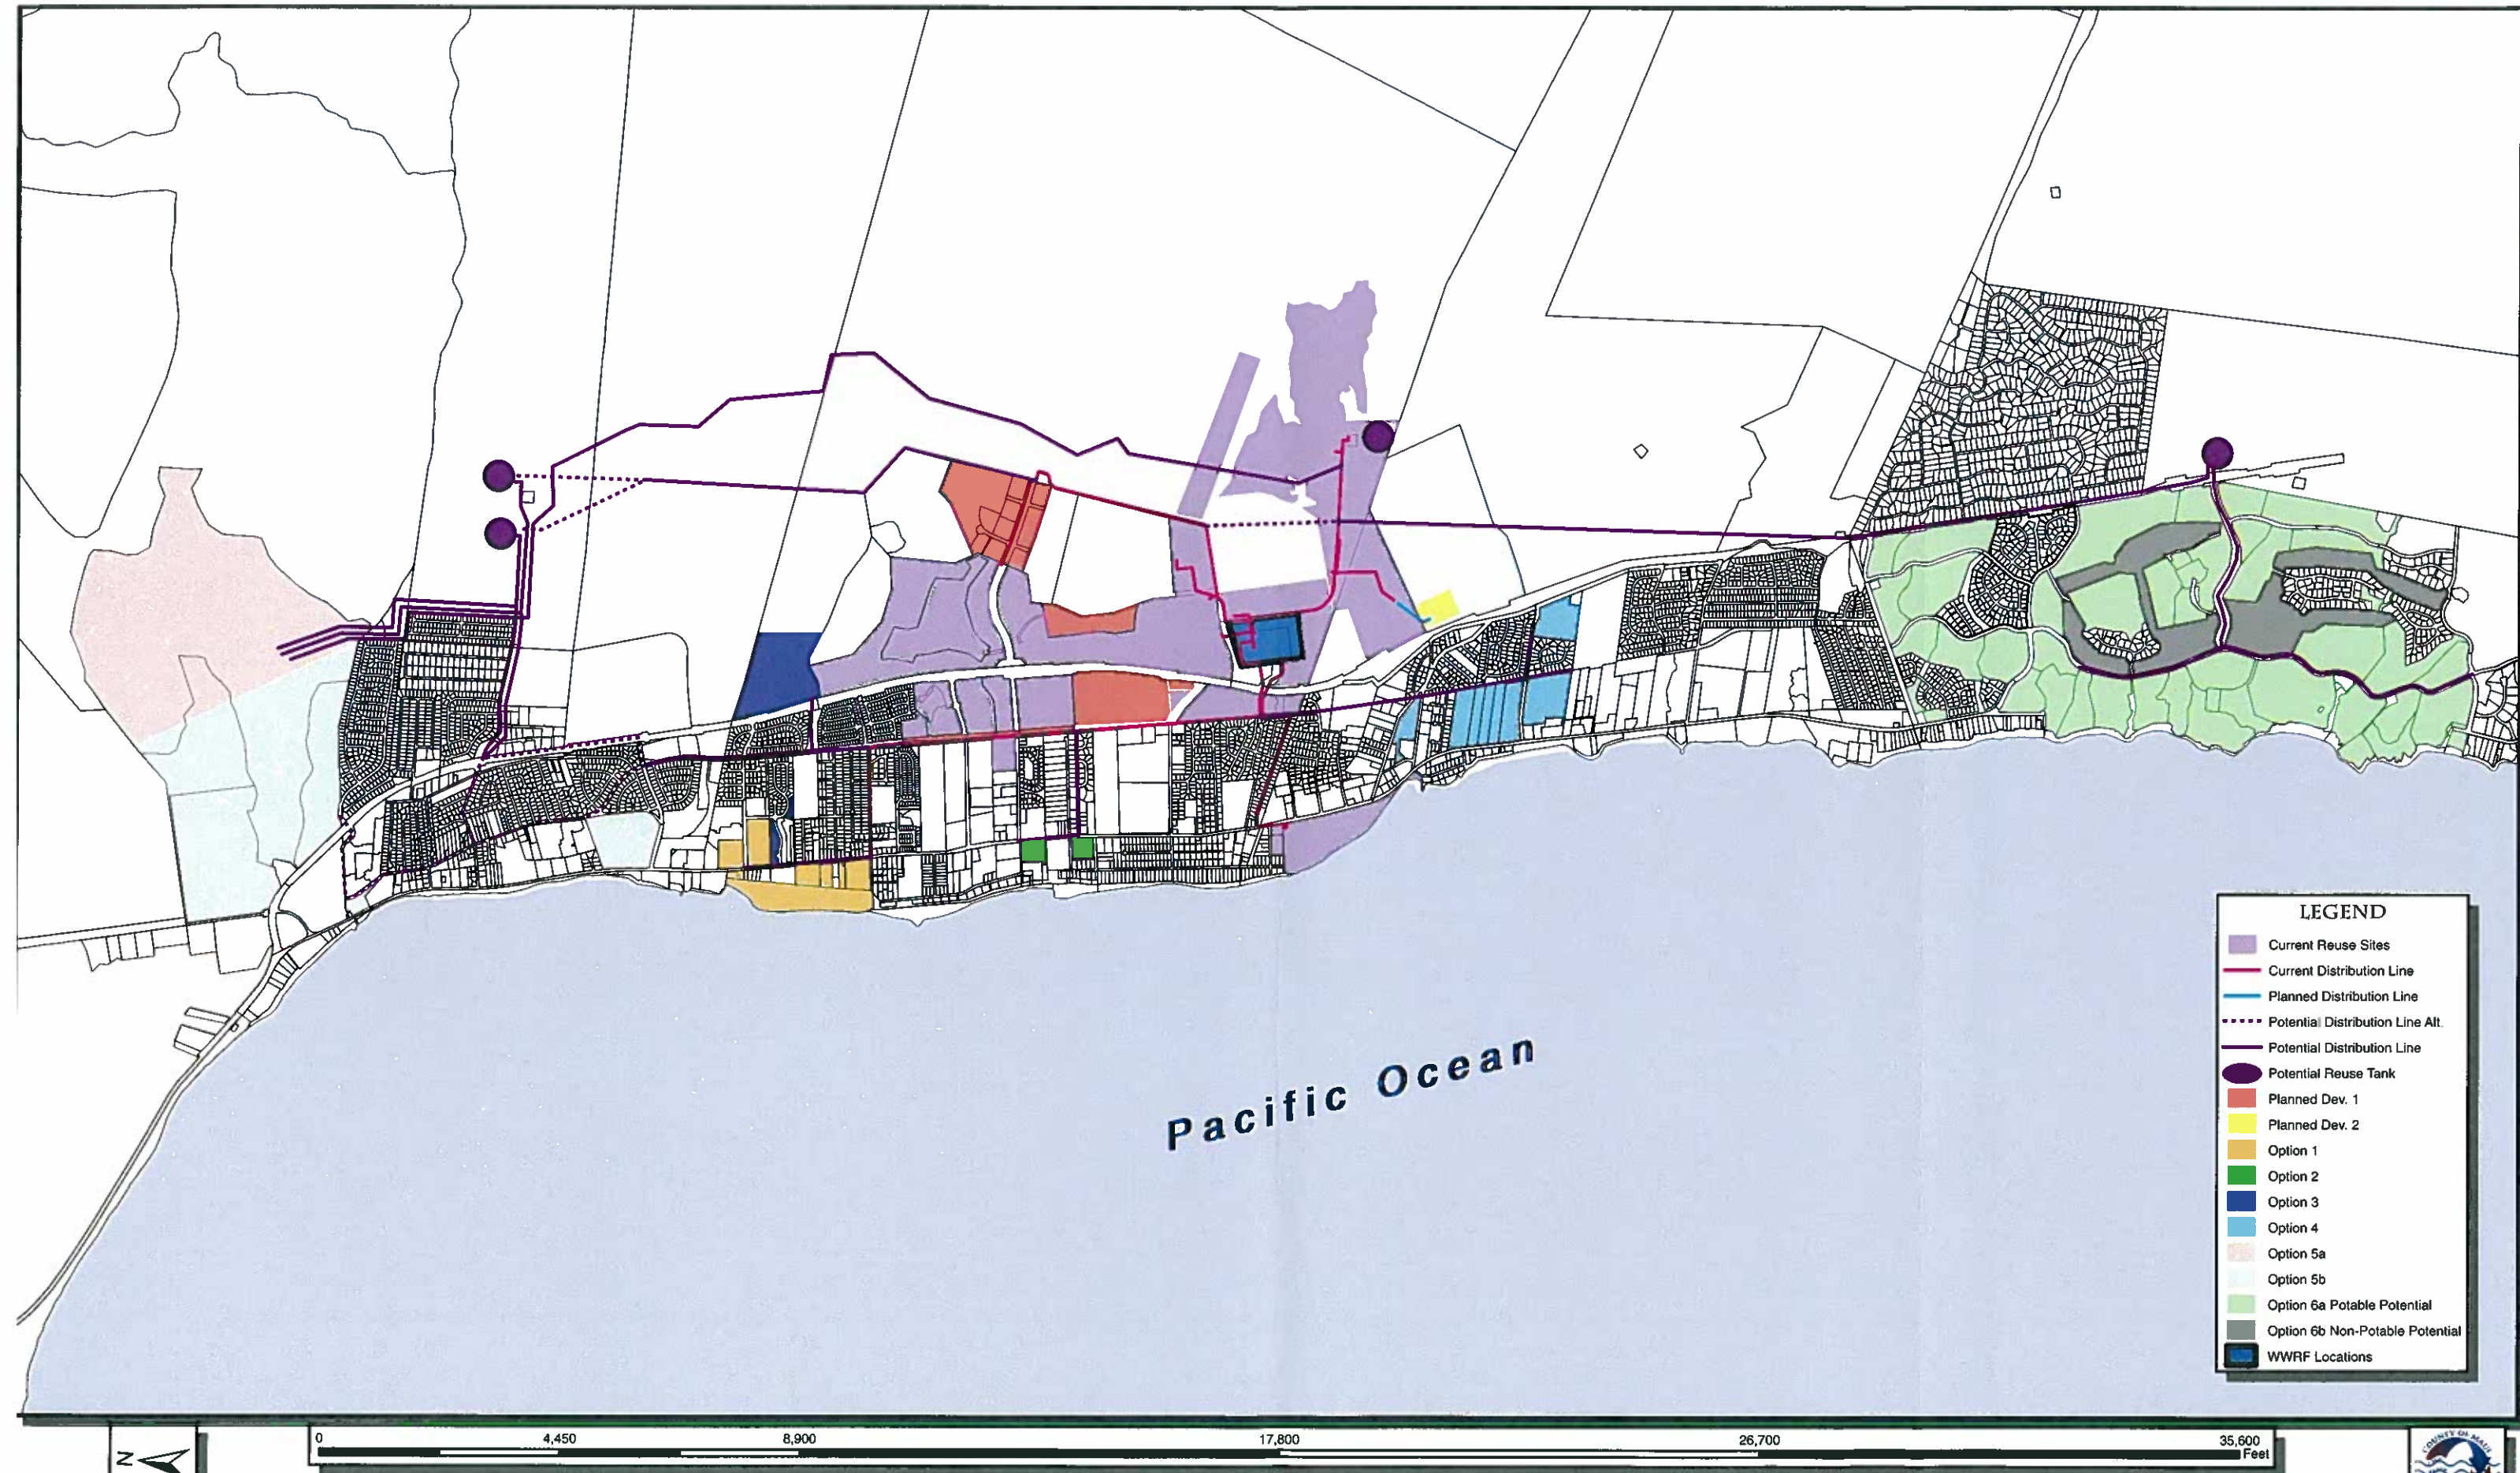 Pacific Ocean
LEGEND
Current Reuse Sites
Current Distribution Line
Planned Distribution Line
Potential Distribution Line Alt.
Potential Distribution Line
Potential Reuse Tank
Planned Dev. 1
Planned Dev. 2
Option 1
Option 2
Option 3
Option 4
Option 5a
Option 5b
Option 6a Potable Potential
Option 6b Non-Potable Potential
WWRF Locations
N
0 4,450 8,900 17,800 26,700 35,600
Feet
COUNTY OF MAUI